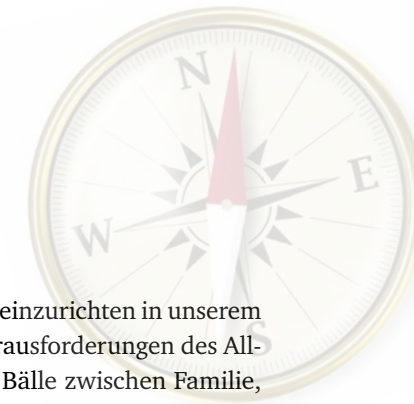 N
E
W
S
einzurichten in unserem
rausforderungen des All-
Bälle zwischen Familie,